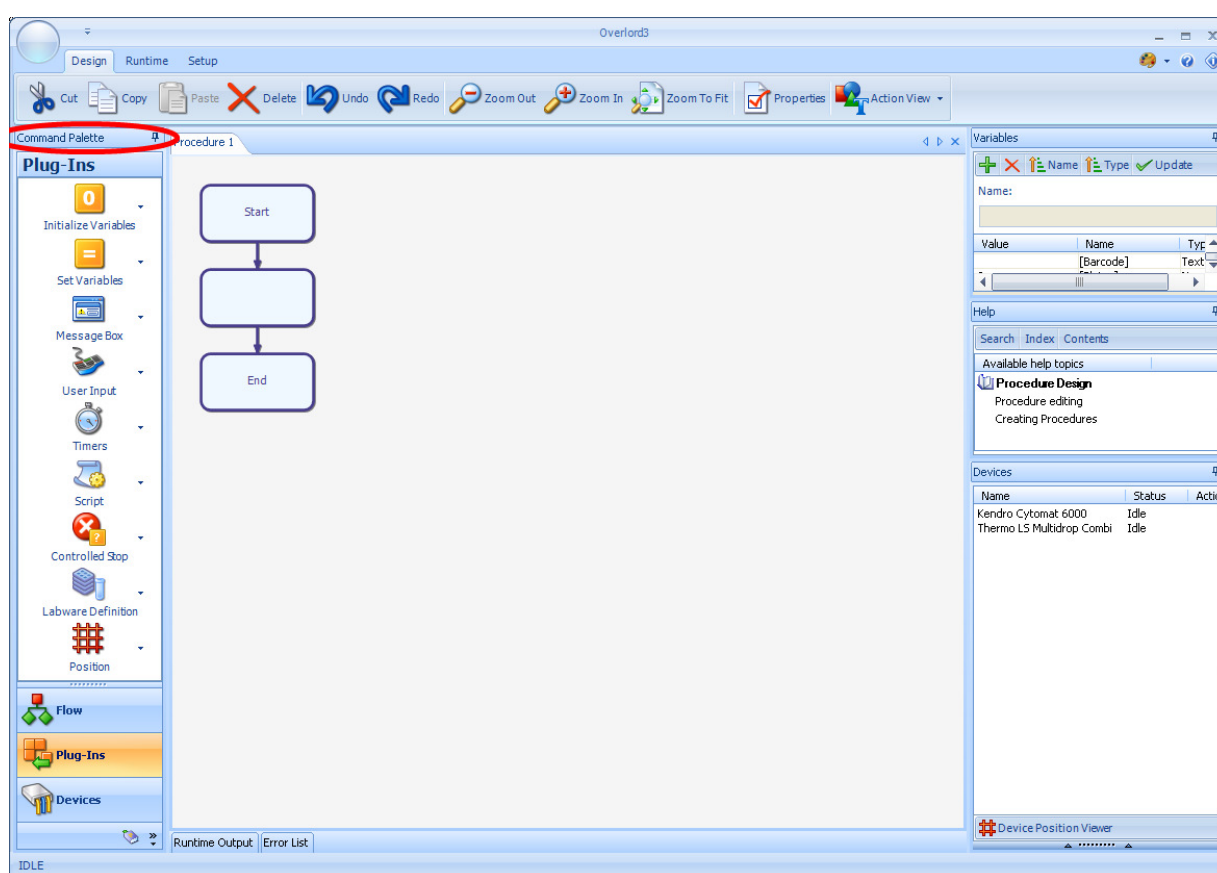 Overlord3
Design Runtime Setup
Cut Copy Paste Delete Undo Redo Zoom Out Zoom In Zoom To Fit Properties Action View
Command Palette
Plug-Ins
0
Initialize Variables
=
Set Variables
Message Box
User Input
Timers
Script
Controlled Stop
Labware Definition
Position
Flow
Plug-Ins
Devices
Procedure 1
Start
End
Runtime Output Error List
Variables
Name Type Update
Name:
Value Name Typ
[Barcode] Text
Help
Search Index Contents
Available help topics
Procedure Design
Procedure editing
Creating Procedures
Devices
Name Status Acti
Kendro Cytomat 6000 Idle
Thermo LS Multidrop Combi Idle
Device Position Viewer
IDLE